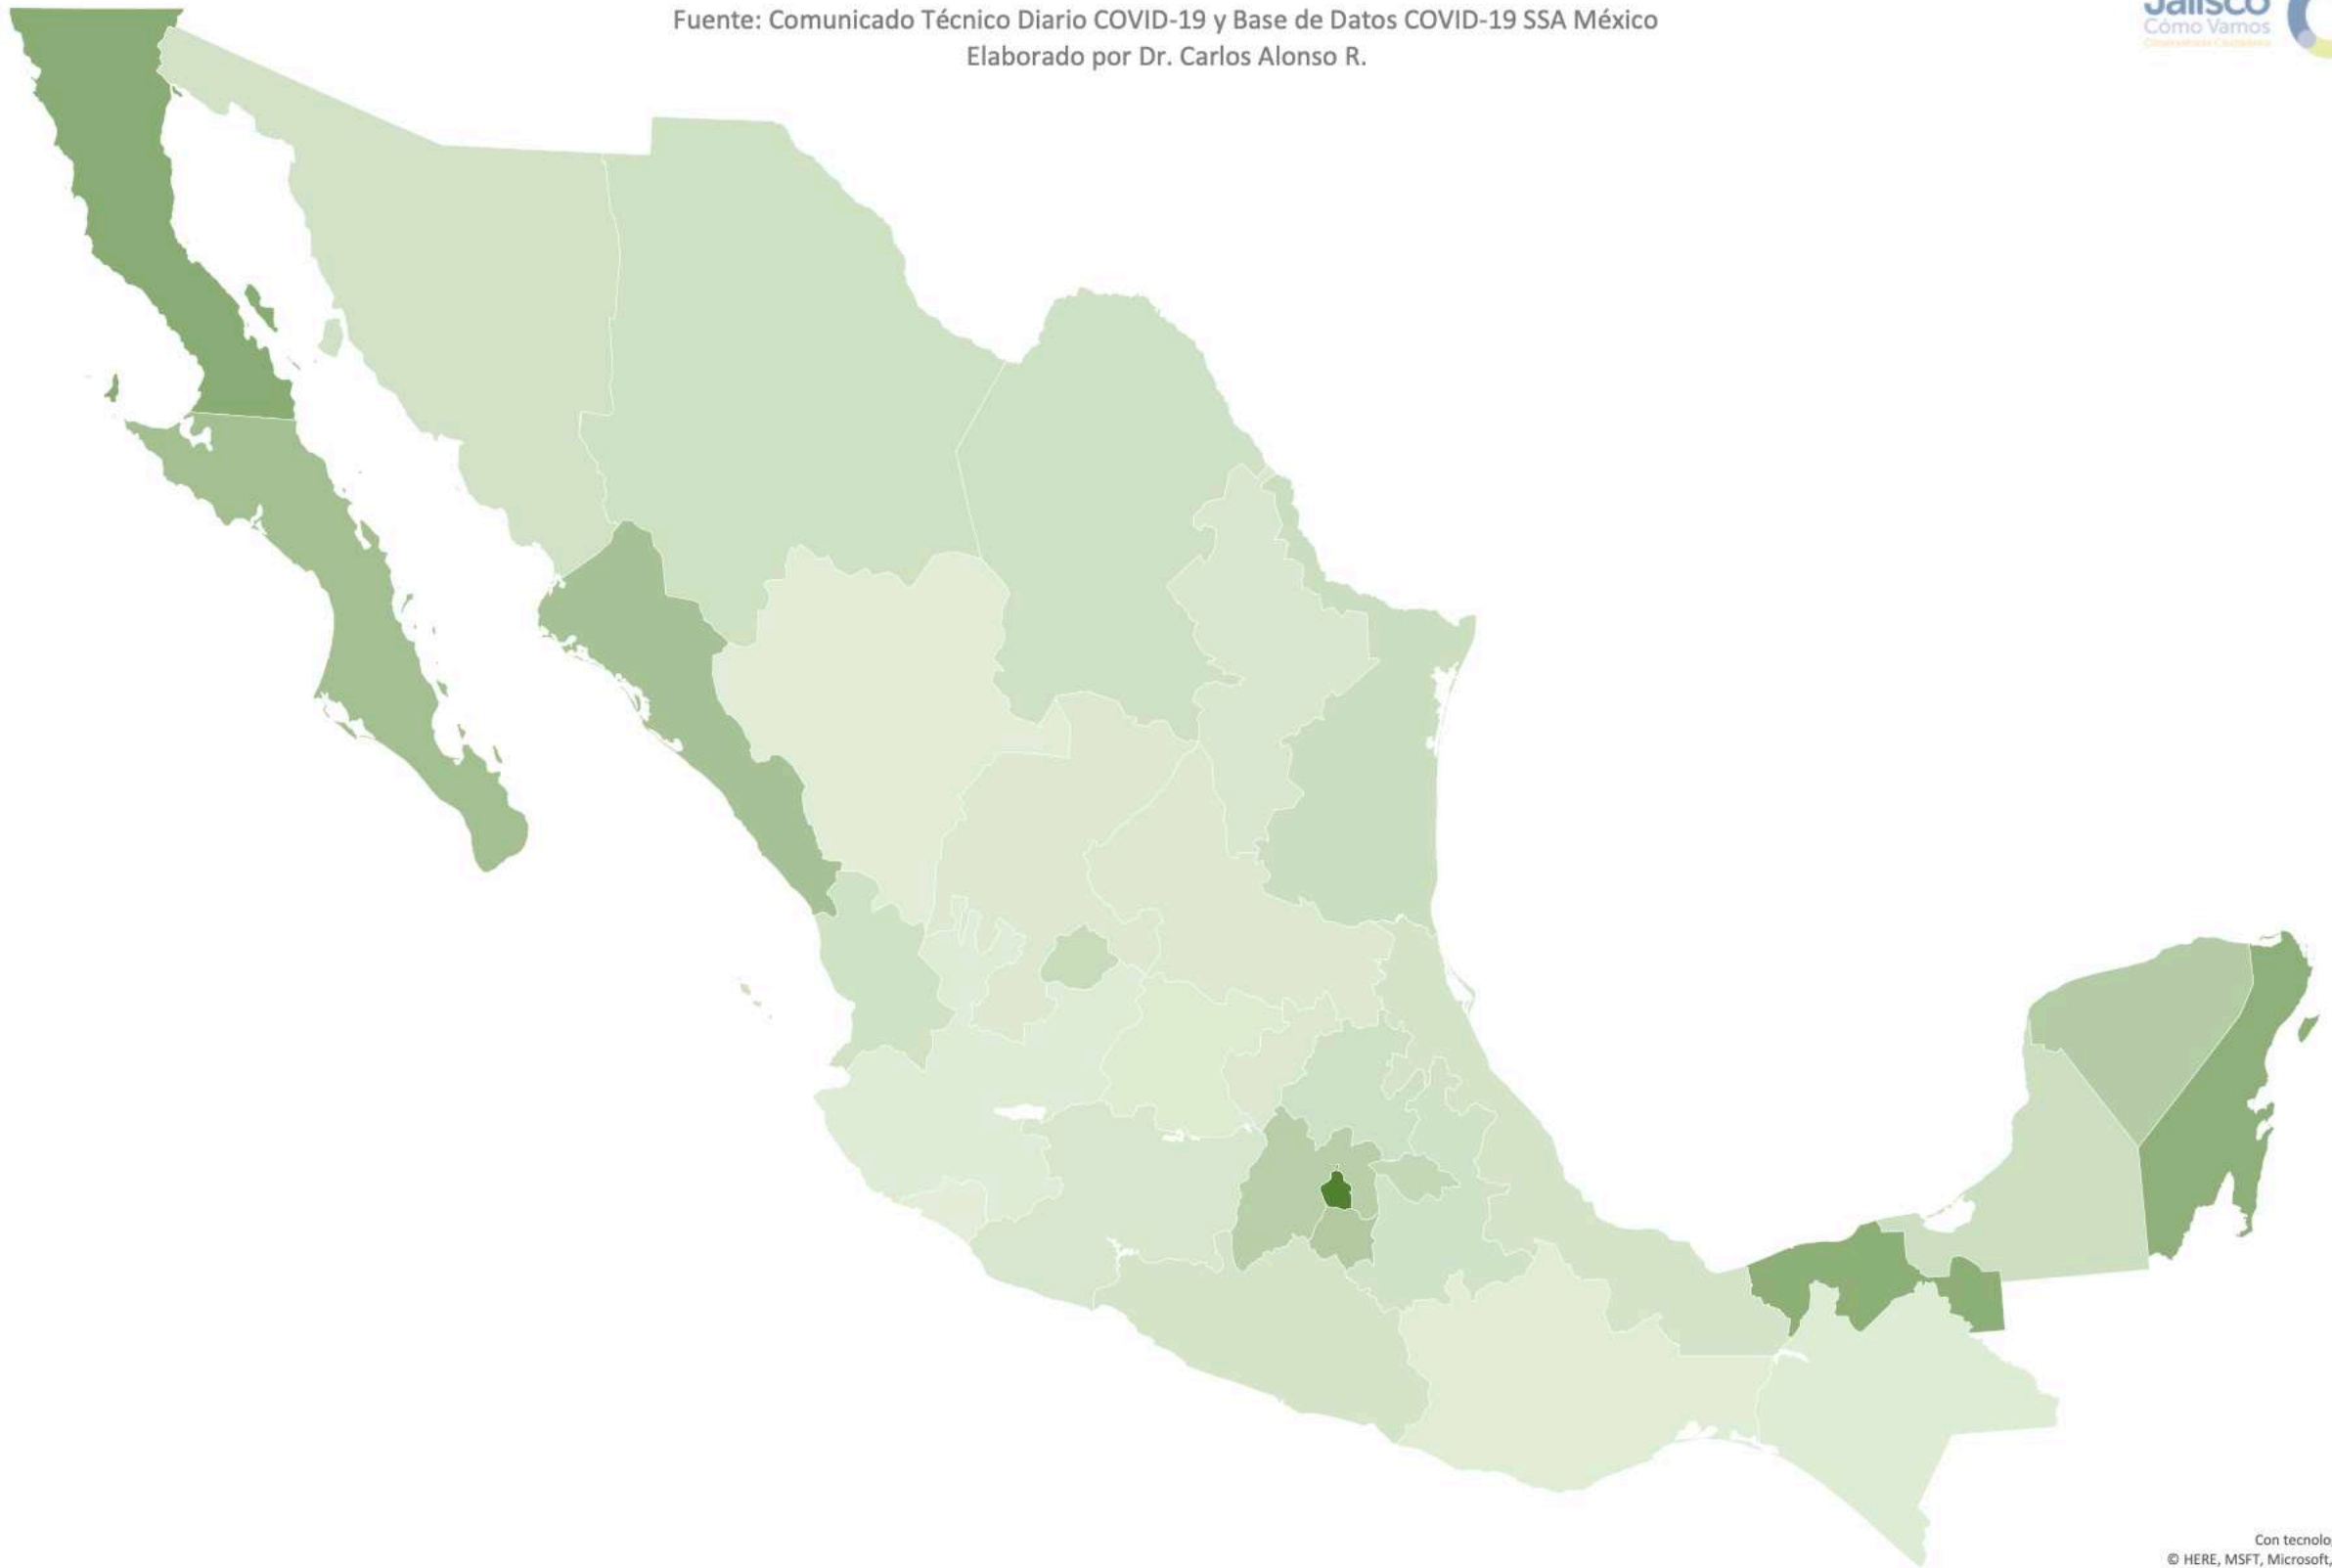 Fuente: Comunicado Técnico Diario COVID-19 y Base de Datos COVID-19 SSA México
Elaborado por Dr. Carlos Alonso R.
Jalisco
Cómo Vamos
Con tecnolo
© HERE, MSFT, Microsoft,